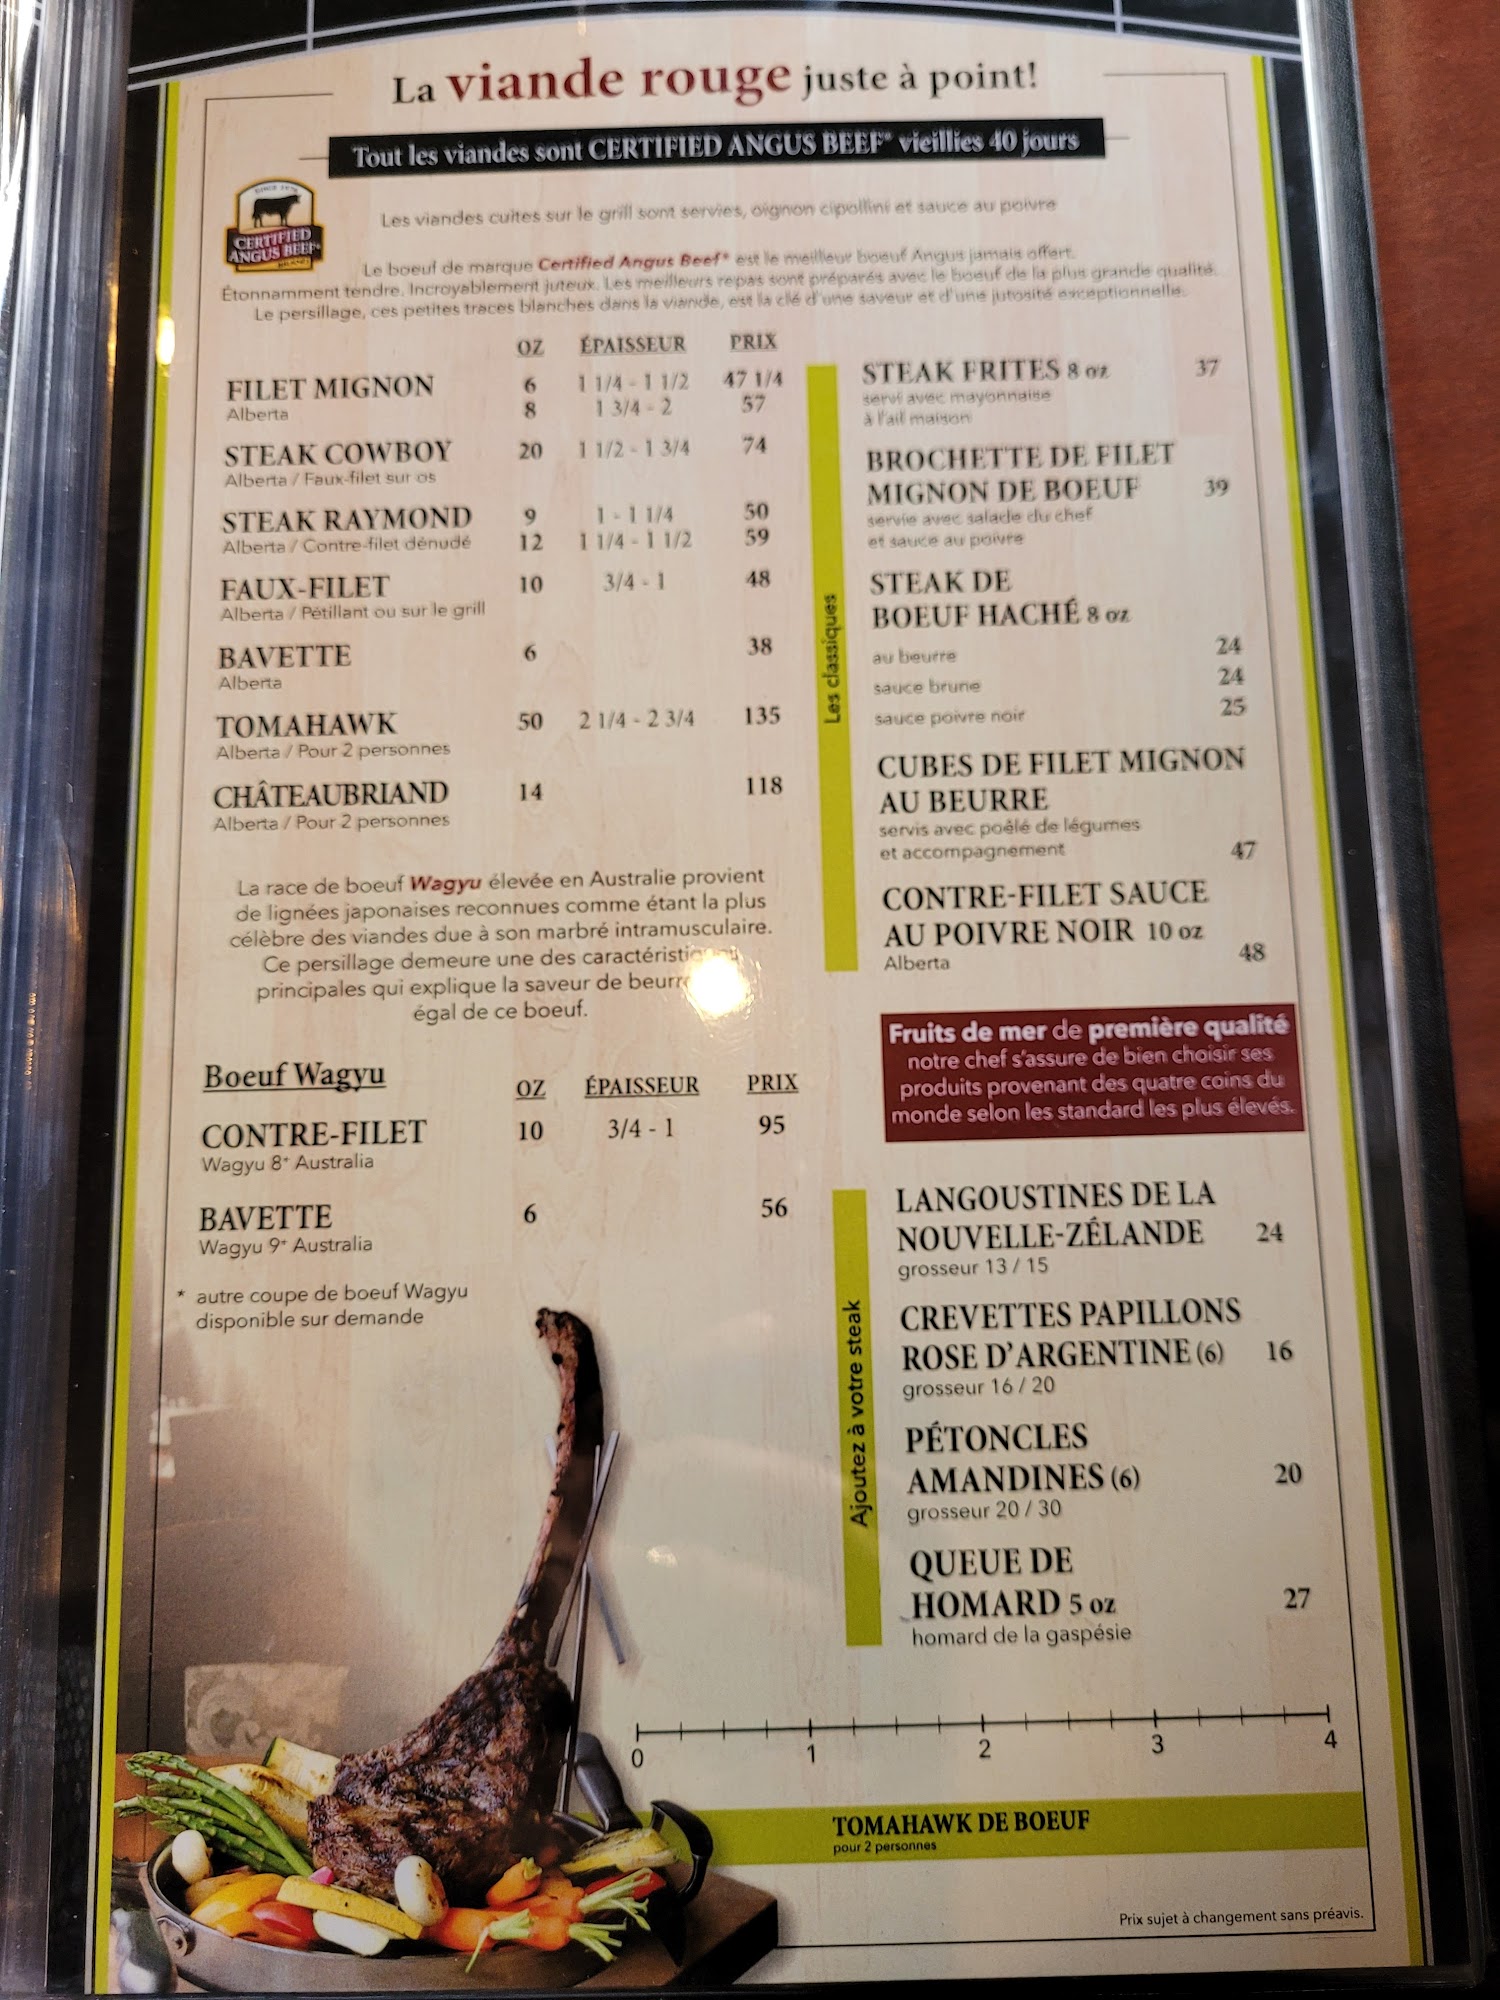 La viande rouge juste à point!
Tout les viandes sont CERTIFIED ANGUS BEEF® vieillies 40 jours
CERTIFIED
ANGUS BEEF®
Les viandes cuites sur le grill sont servies, oignon cipollini et sauce au poivre
Le boeuf de marque Certified Angus Beef® est le meilleur boeuf Angus jamais offert.
Étonnamment tendre. Incroyablement juteux. Les meilleurs repas sont préparés avec le boeuf de la plus grande qualité.
Le persillage, ces petites traces blanches dans la viande, est la clé d'une saveur et d'une jutosité exceptionnelle.
OZ ÉPAISSEUR PRIX
FILET MIGNON 6 1 1/4 - 1 1/2 47 1/4
Alberta 8 1 3/4 - 2 57
STEAK COWBOY 20 1 1/2 - 1 3/4 74
Alberta / Faux-filet sur os
STEAK RAYMOND 9 1 - 1 1/4 50
Alberta / Contre-filet dénudé 12 1 1/4 - 1 1/2 59
FAUX-FILET 10 3/4 - 1 48
Alberta / Pétillant ou sur le grill
BAVETTE 6 38
Alberta
TOMAHAWK 50 2 1/4 - 2 3/4 135
Alberta / Pour 2 personnes
CHÂTEAUBRIAND 14 118
Alberta / Pour 2 personnes
La race de boeuf Wagyu élevée en Australie provient
de lignées japonaises reconnues comme étant la plus
célèbre des viandes due à son marbré intramusculaire.
Ce persillage demeure une des
principales qui explique la saveur de
égal de ce boeuf.
Boeuf Wagyu OZ ÉPAISSEUR PRIX
CONTRE-FILET 10 3/4 - 1 95
Wagyu 8+ Australia
BAVETTE 6 56
Wagyu 9+ Australia
* autre coupe de boeuf Wagyu
disponible sur demande
Les classiques
STEAK FRITES 8 oz 37
servi avec mayonnaise
à l'ail maison
BROCHETTE DE FILET
MIGNON DE BOEUF 39
servie avec salade du chef
et sauce au poivre
STEAK DE
BOEUF HACHÉ 8 oz
au beurre 24
sauce brune 24
sauce poivre noir 25
CUBES DE FILET MIGNON
AU BEURRE
servis avec poêlé de légumes
et accompagnement 47
CONTRE-FILET SAUCE
AU POIVRE NOIR 10 oz
Alberta 48
Fruits de mer de première qualité
notre chef s'assure de bien choisir ses
produits provenant des quatre coins du
monde selon les standard les plus élevés.
Ajoutez à votre steak
LANGOUSTINES DE LA
NOUVELLE-ZÉLANDE 24
grosseur 13 / 15
CREVETTES PAPILLONS
ROSE D'ARGENTINE (6) 16
grosseur 16 / 20
PÉTONCLES
AMANDINES (6) 20
grosseur 20 / 30
QUEUE DE
HOMARD 5 oz 27
homard de la gaspésie
0 1 2 3 4
TOMAHAWK DE BOEUF
pour 2 personnes
Prix sujet à changement sans préavis.